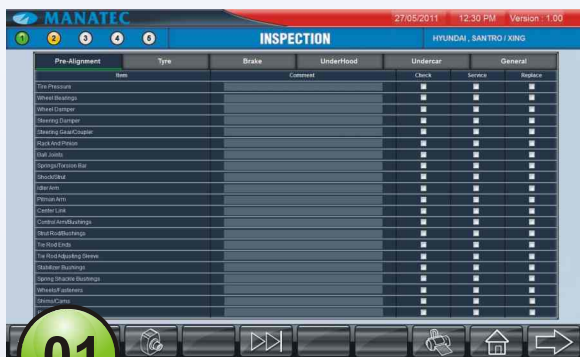 MANATEC
27/05/2011 12:30 PM Version : 1.00
1 2 3 4 5 INSPECTION HYUNDAI , SANTRO / XING
Pre-Alignment Tyre Brake UnderHood Undercar General
Item Comment Check Service Replace
Tire Pressure
Wheel Bearings
Wheel Damper
Steering Damper
Steering Gear/Coupler
Rack And Pinion
Ball Joints
Springs/Torsion Bar
Shock/Strut
Idler Arm
Pitman Arm
Center Link
Control Arm/Bushings
Strut Rod/Bushings
Tie Rod Ends
Tie Rod Adjusting Sleeve
Stabilizer Bushings
Spring Shackle Bushings
Wheels/Fasteners
Shims/Cams
01